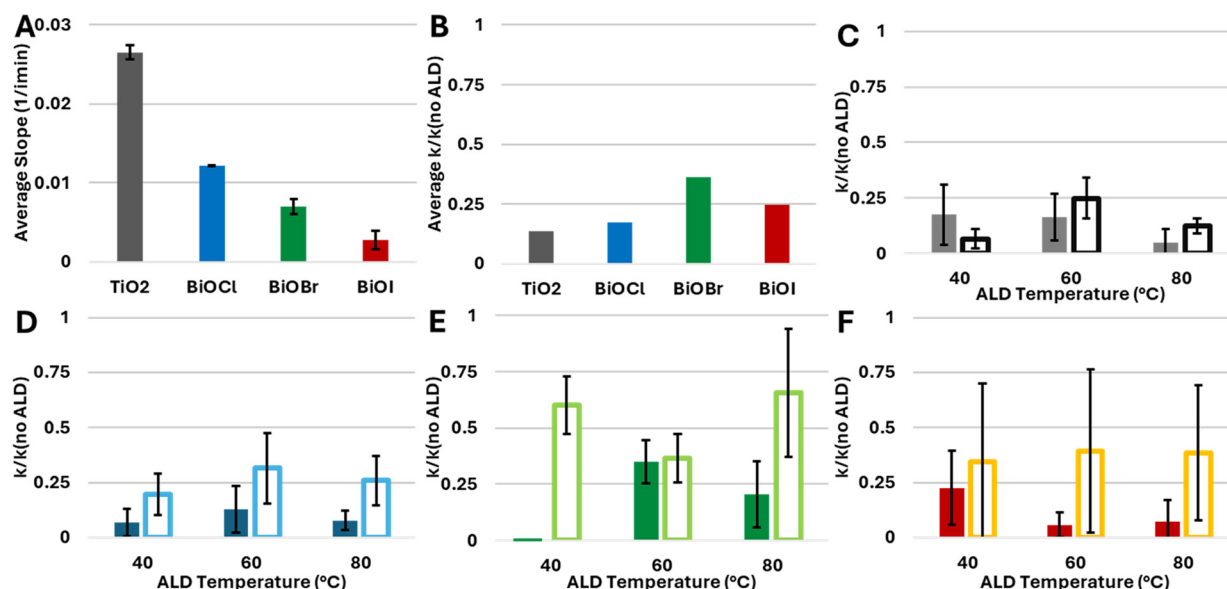 A
Average Slope (1/imin)
0.03
0.02
0.01
0
TiO2 BiOCl BiOBr BiOI
B
Average k/k(no ALD)
1
0.75
0.5
0.25
0
TiO2 BiOCl BiOBr BiOI
C
k/k(no ALD)
1
0.75
0.5
0.25
0
40 60 80
ALD Temperature (°C)
D
k/k(no ALD)
1
0.75
0.5
0.25
0
40 60 80
ALD Temperature (°C)
E
k/k(no ALD)
1
0.75
0.5
0.25
0
40 60 80
ALD Temperature (°C)
F
k/k(no ALD)
1
0.75
0.5
0.25
0
40 60 80
ALD Temperature (°C)